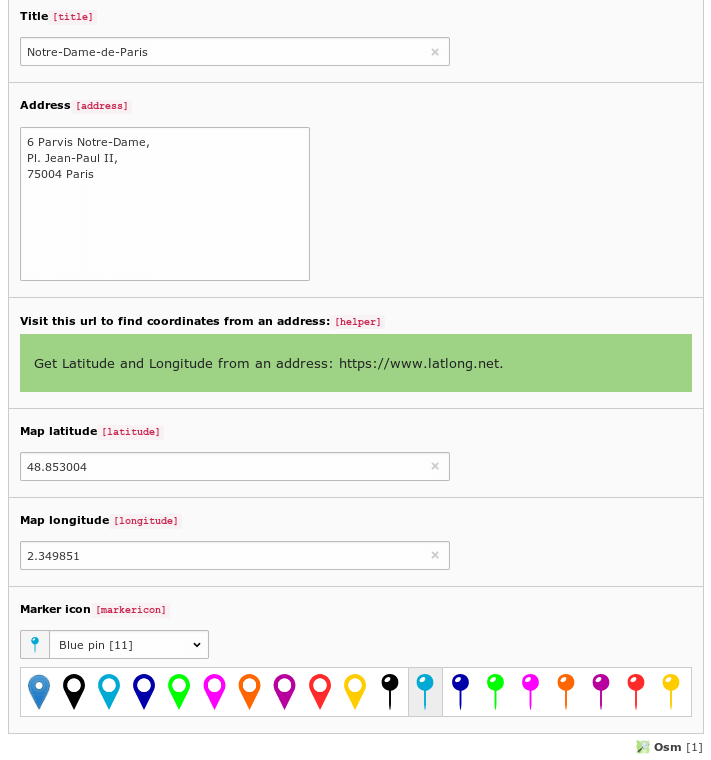 Title [title]
Notre-Dame-de-Paris ×
Address [address]
6 Parvis Notre-Dame,
Pl. Jean-Paul II,
75004 Paris
Visit this url to find coordinates from an address: [helper]
Get Latitude and Longitude from an address: https://www.latlong.net.
Map latitude [latitude]
48.853004 ×
Map longitude [longitude]
2.349851 ×
Marker icon [markericon]
Blue pin [11]
Osm [1]